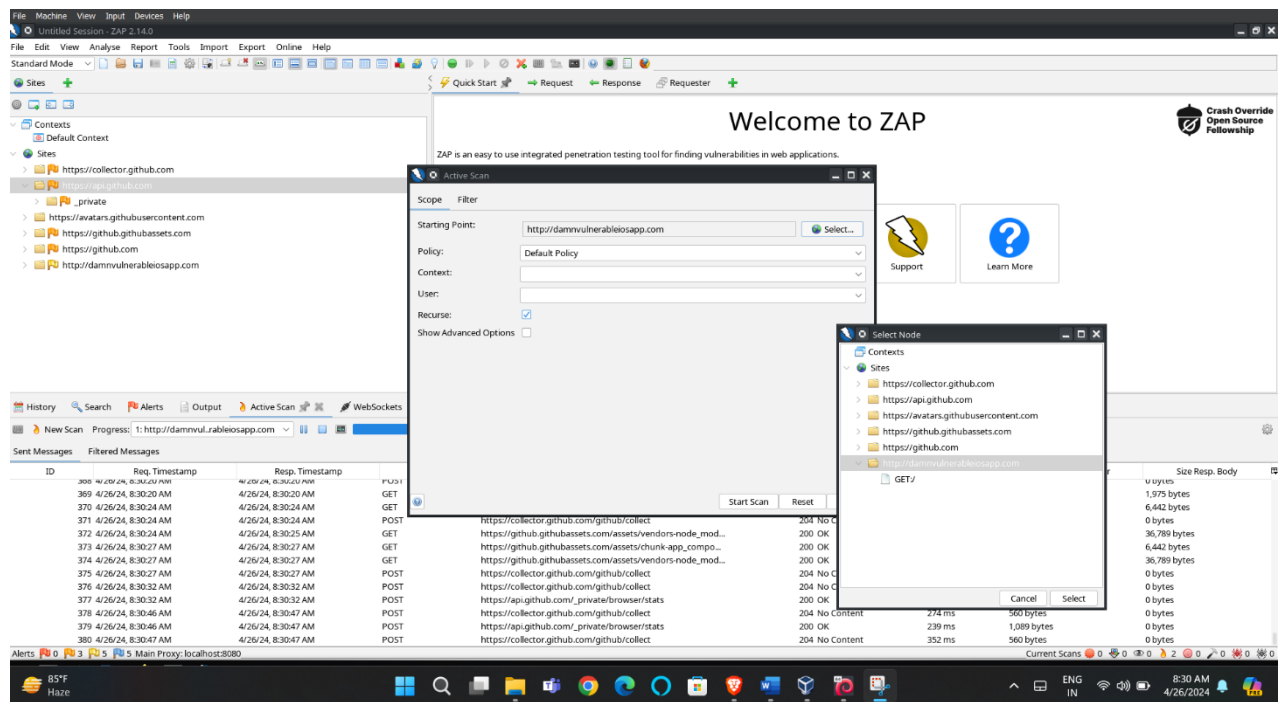 File Machine View Input Devices Help
Untitled Session - ZAP 2.14.0
File Edit View Analyse Report Tools Import Export Online Help
Standard Mode
Sites
Quick Start Request Response Requester
Contexts
Default Context
Sites
https://collector.github.com
https://api.github.com
_private
https://avatars.githubusercontent.com
https://github.githubassets.com
https://github.com
http://damnvulnerableiosapp.com
Welcome to ZAP
Crash Override
Open Source
Fellowship
ZAP is an easy to use integrated penetration testing tool for finding vulnerabilities in web applications.
Support Learn More
Active Scan
Scope Filter
Starting Point: http://damnvulnerableiosapp.com Select...
Policy: Default Policy
Context:
User:
Recurse:
Show Advanced Options
Start Scan Reset
Select Node
Contexts
Sites
https://collector.github.com
https://api.github.com
https://avatars.githubusercontent.com
https://github.githubassets.com
https://github.com
http://damnvulnerableiosapp.com
GET:/
Cancel Select
History Search Alerts Output Active Scan WebSockets
New Scan Progress: 1: http://damnvul..rableiosapp.com
Sent Messages Filtered Messages
ID Req. Timestamp Resp. Timestamp r Size Resp. Body
368 4/26/24, 8:30:20 AM 4/26/24, 8:30:20 AM POST 0 bytes
369 4/26/24, 8:30:20 AM 4/26/24, 8:30:20 AM GET 1,975 bytes
370 4/26/24, 8:30:24 AM 4/26/24, 8:30:24 AM GET 6,442 bytes
371 4/26/24, 8:30:24 AM 4/26/24, 8:30:24 AM POST https://collector.github.com/github/collect 204 No C 0 bytes
372 4/26/24, 8:30:24 AM 4/26/24, 8:30:25 AM GET https://github.githubassets.com/assets/vendors-node_mod... 200 OK 36,789 bytes
373 4/26/24, 8:30:27 AM 4/26/24, 8:30:27 AM GET https://github.githubassets.com/assets/chunk-app_compo... 200 OK 6,442 bytes
374 4/26/24, 8:30:27 AM 4/26/24, 8:30:27 AM GET https://github.githubassets.com/assets/vendors-node_mod... 200 OK 36,789 bytes
375 4/26/24, 8:30:27 AM 4/26/24, 8:30:27 AM POST https://collector.github.com/github/collect 204 No C 0 bytes
376 4/26/24, 8:30:32 AM 4/26/24, 8:30:32 AM POST https://collector.github.com/github/collect 204 No C 0 bytes
377 4/26/24, 8:30:32 AM 4/26/24, 8:30:32 AM POST https://api.github.com/_private/browser/stats 200 OK 0 bytes
378 4/26/24, 8:30:46 AM 4/26/24, 8:30:47 AM POST https://collector.github.com/github/collect 204 No Content 274 ms 560 bytes 0 bytes
379 4/26/24, 8:30:46 AM 4/26/24, 8:30:47 AM POST https://api.github.com/_private/browser/stats 200 OK 239 ms 1,089 bytes 0 bytes
380 4/26/24, 8:30:47 AM 4/26/24, 8:30:47 AM POST https://collector.github.com/github/collect 204 No Content 352 ms 560 bytes 0 bytes
Alerts 0 3 5 5 Main Proxy: localhost:8080 Current Scans 0 0 0 2 0 0 0 0
85°F
Haze
ENG
IN
8:30 AM
4/26/2024